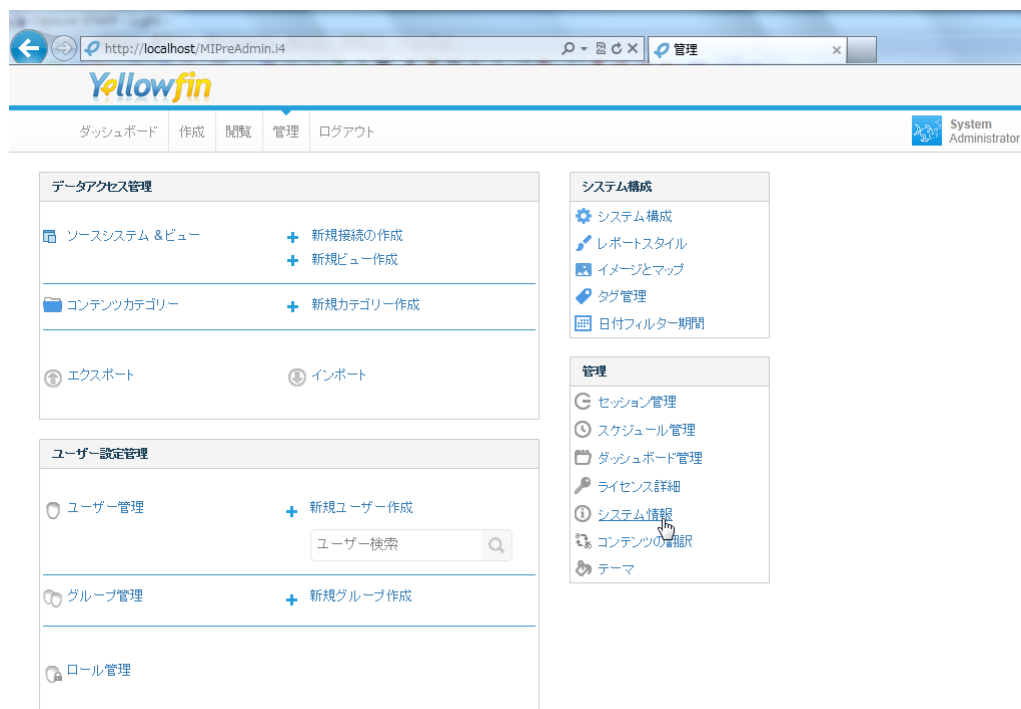 http://localhost/MIPreAdmin.i4
管理
Yellowfin
ダッシュボード 作成 閲覧 管理 ログアウト
System
Administrator
データアクセス管理
ソースシステム &ビュー
新規接続の作成
新規ビュー作成
コンテンツカテゴリー
新規カテゴリー作成
エクスポート
インポート
ユーザー設定管理
ユーザー管理
新規ユーザー作成
ユーザー検索
グループ管理
新規グループ作成
ロール管理
システム構成
システム構成
レポートスタイル
イメージとマップ
タグ管理
日付フィルター期間
管理
セッション管理
スケジュール管理
ダッシュボード管理
ライセンス詳細
システム情報
コンテンツの翻訳
テーマ